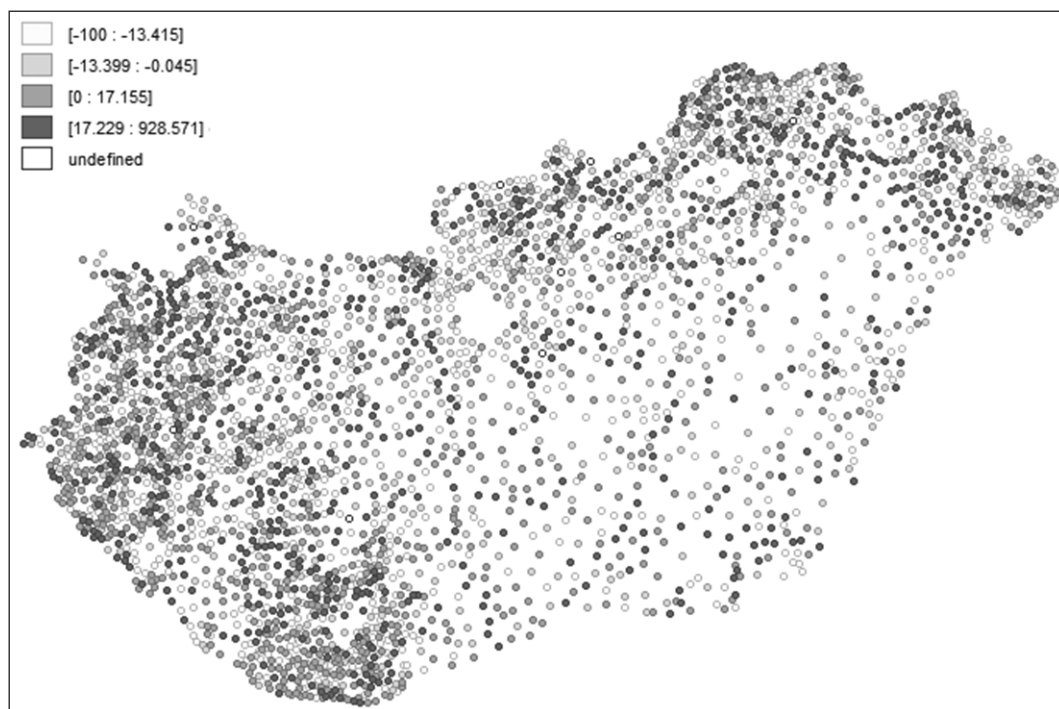 [-100 : -13.415]
[-13.399 : -0.045]
[0 : 17.155]
[17.229 : 928.571]
undefined